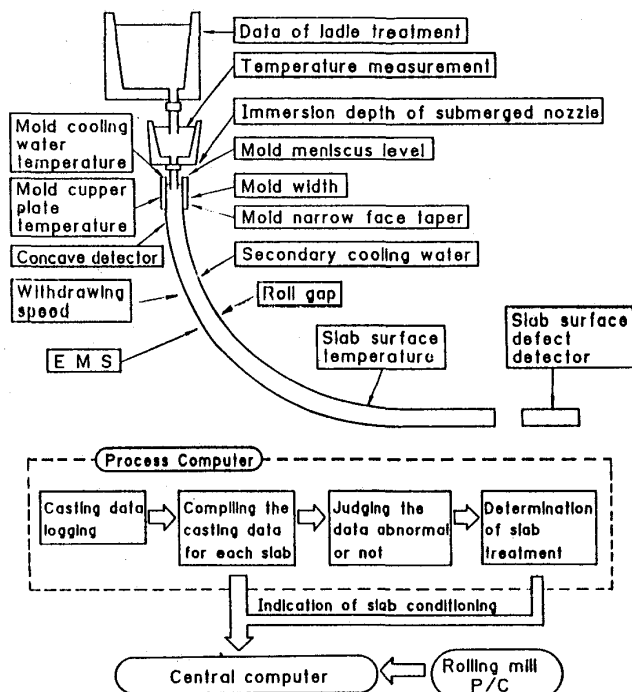 Data of ladle treatment
Temperature measurement
Immersion depth of submerged nozzle
Mold cooling
water
temperature
Mold meniscus level
Mold cupper
plate
temperature
Mold width
Mold narrow face taper
Concave detector
Secondary cooling water
Withdrawing
speed
Roll gap
E M S
Slab surface
temperature
Slab surface
defect
detector
Process Computer
Casting data
logging
Compiling the
casting data
for each slab
Judging the
data abnormal
or not
Determination
of slab
treatment
Indication of slab conditioning
Central computer
Rolling mill
P/C